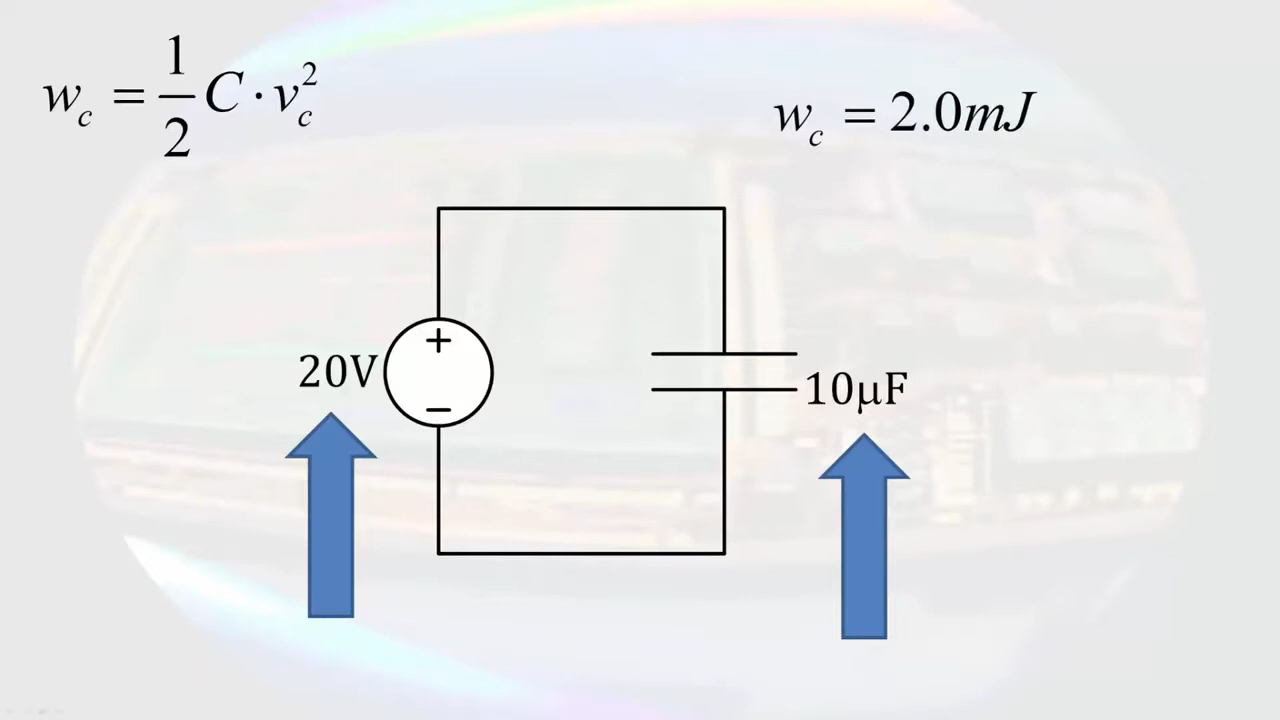 w_c = 1/2 C · v_c^2
w_c = 2.0mJ
+
20V
10μF
−